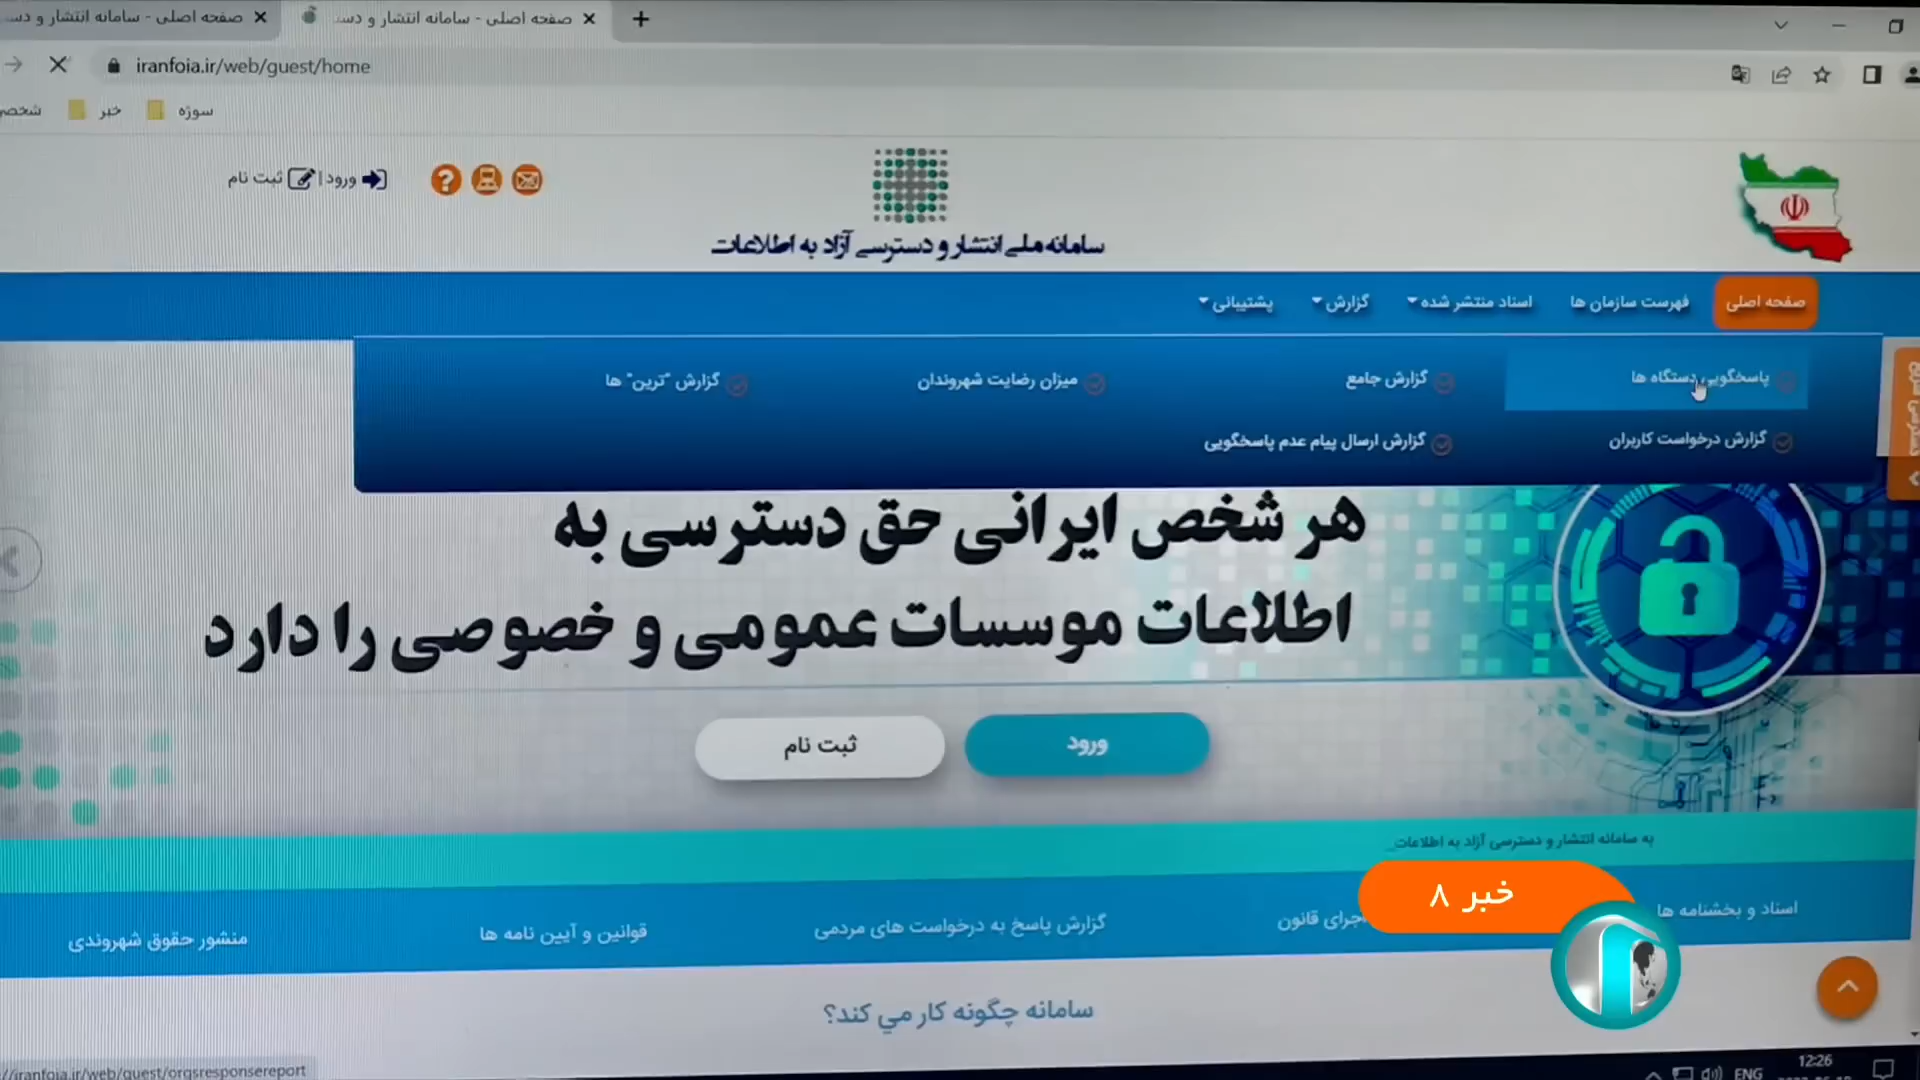 صفحه اصلی - سامانه انتشار و دست
صفحه اصلی - سامانه انتشار و
iranfoia.ir/web/guest/home
سوژه
خبر
ورود | ثبت نام
سامانه ملی انتشار و دسترسی آزاد به اطلاعات
صفحه اصلی
فهرست سازمان ها
اسناد منتشر شده
گزارش
پشتیبانی
پاسخگویی دستگاه ها
گزارش جامع
میزان رضایت شهروندان
گزارش "ترین" ها
گزارش درخواست کاربران
گزارش ارسال پیام عدم پاسخگویی
هر شخص ایرانی حق دسترسی به
اطلاعات موسسات عمومی و خصوصی را دارد
ورود
ثبت نام
به سامانه انتشار و دسترسی آزاد به اطلاعات_
خبر ۸
اسناد و بخشنامه ها
اجرای قانون
گزارش پاسخ به درخواست های مردمی
قوانین و آیین نامه ها
منشور حقوق شهروندی
سامانه چگونه کار می کند؟
//iranfoia.ir/web/guest/orgsresponsereport
ENG
12:26